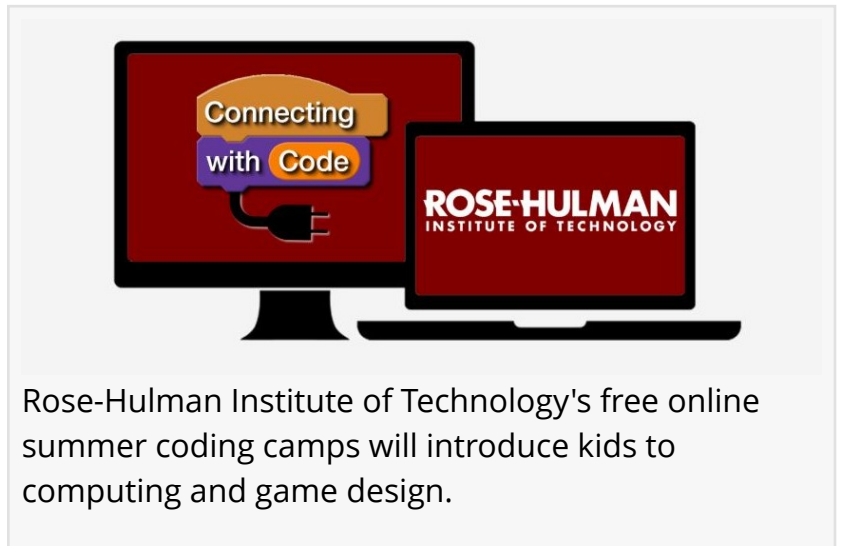 Connecting
with Code
ROSE-HULMAN
INSTITUTE OF TECHNOLOGY
Rose-Hulman Institute of Technology's free online
summer coding camps will introduce kids to
computing and game design.